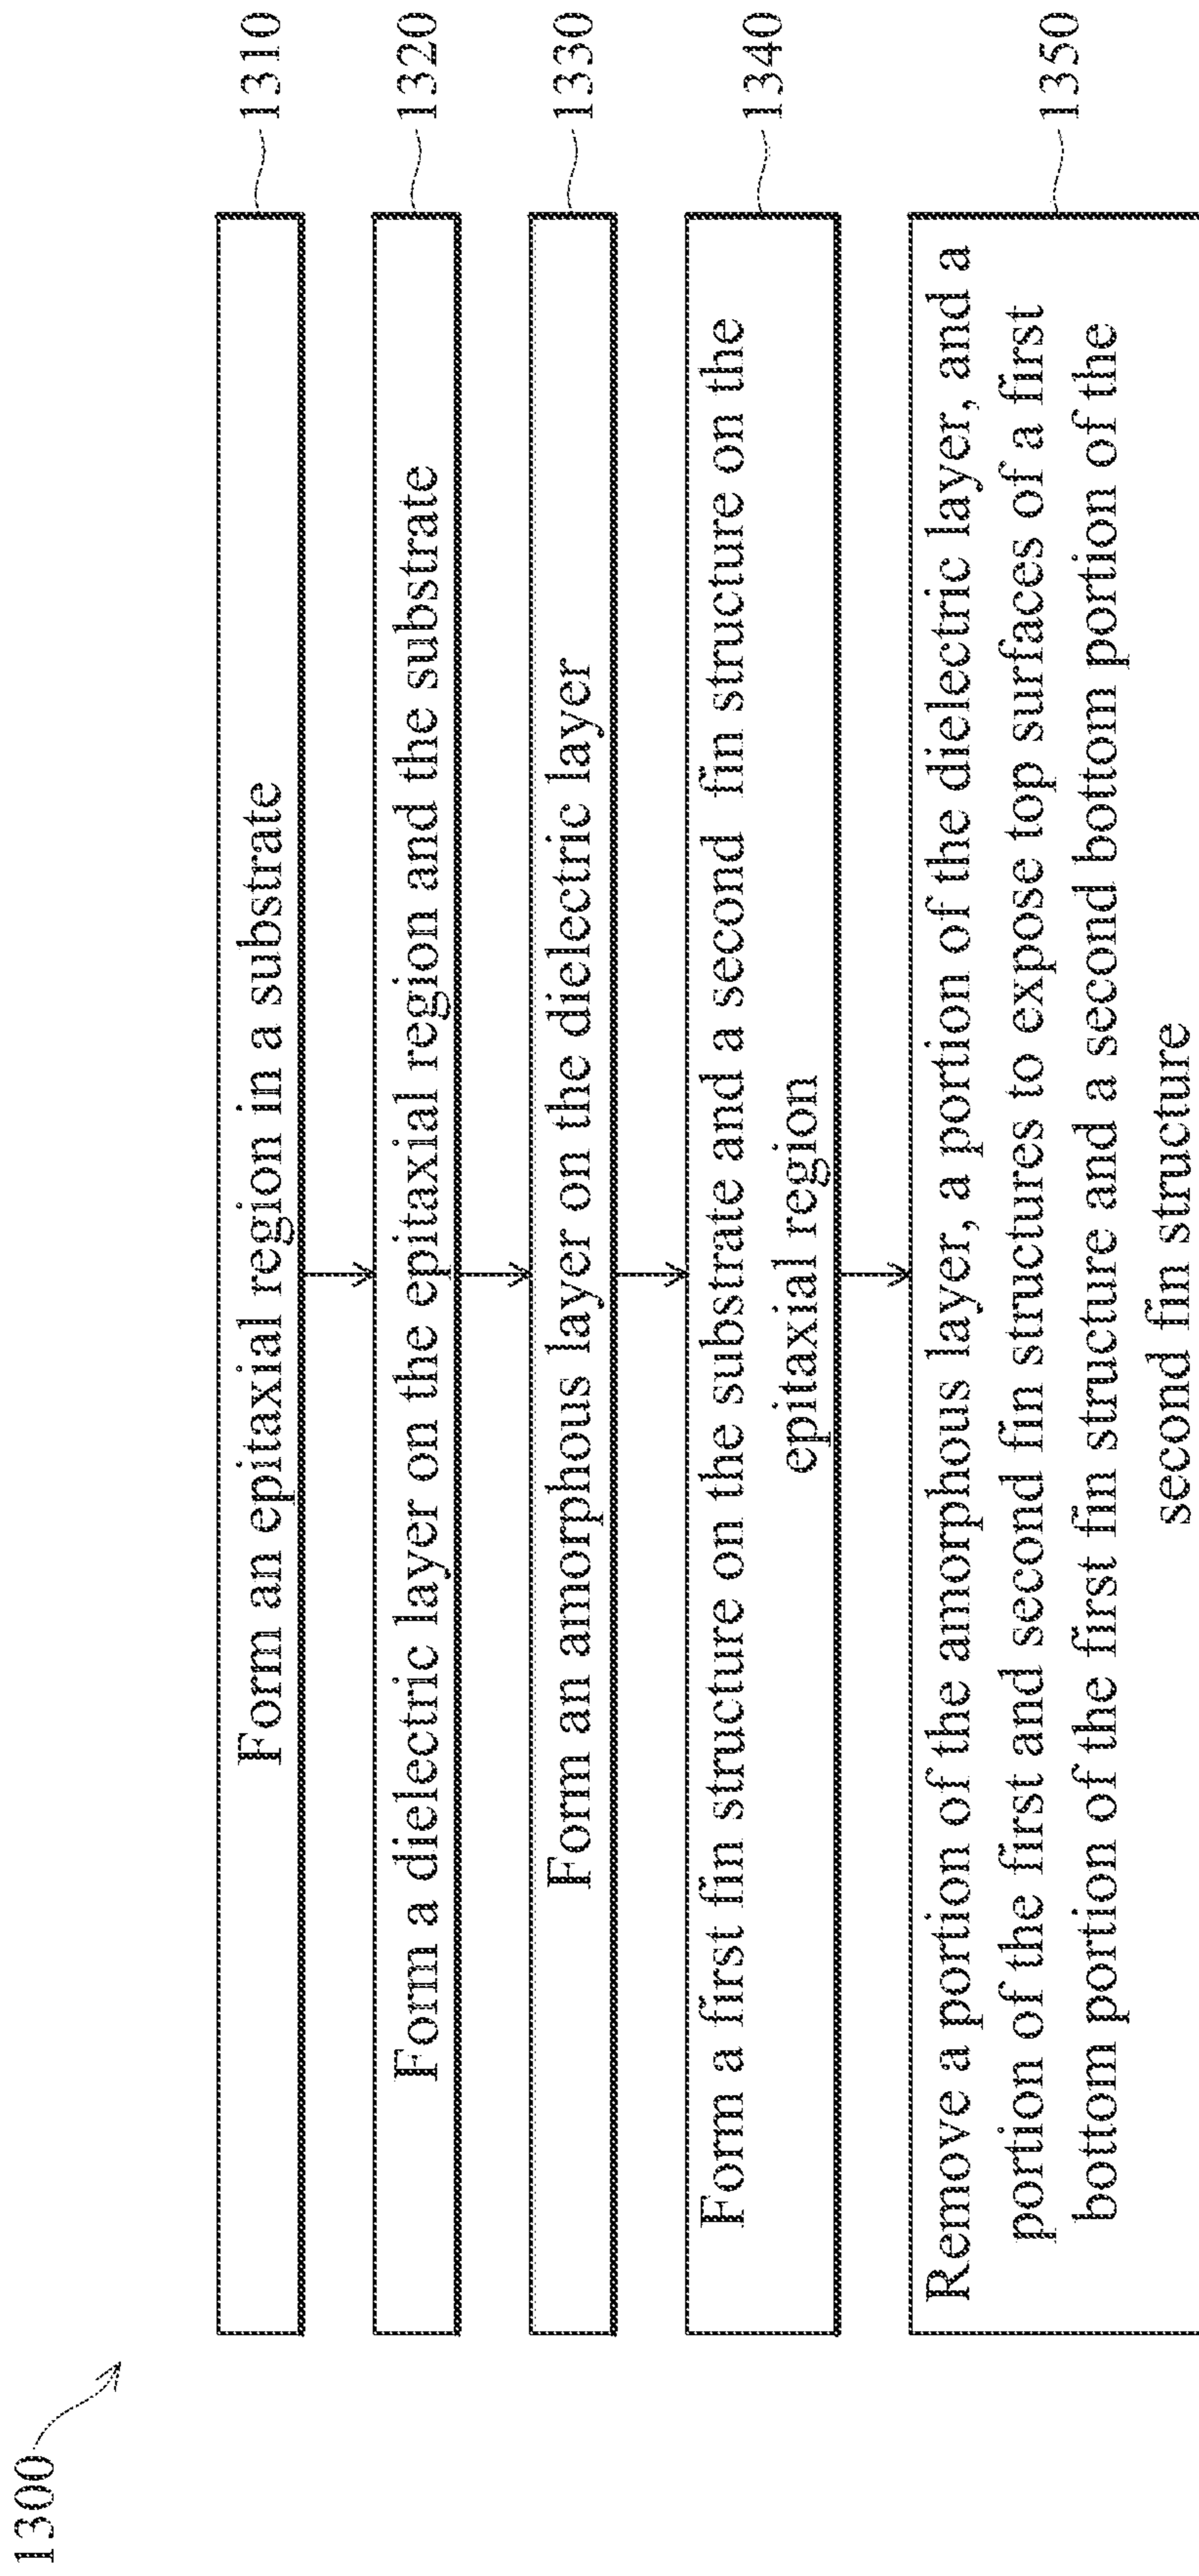 1300
Form an epitaxial region in a substrate
1310
Form a dielectric layer on the epitaxial region and the substrate
1320
Form an amorphous layer on the dielectric layer
1330
Form a first fin structure on the substrate and a second fin structure on the
epitaxial region
1340
Remove a portion of the amorphous layer, a portion of the dielectric layer, and a
portion of the first and second fin structures to expose top surfaces of a first
bottom portion of the first fin structure and a second bottom portion of the
second fin structure
1350